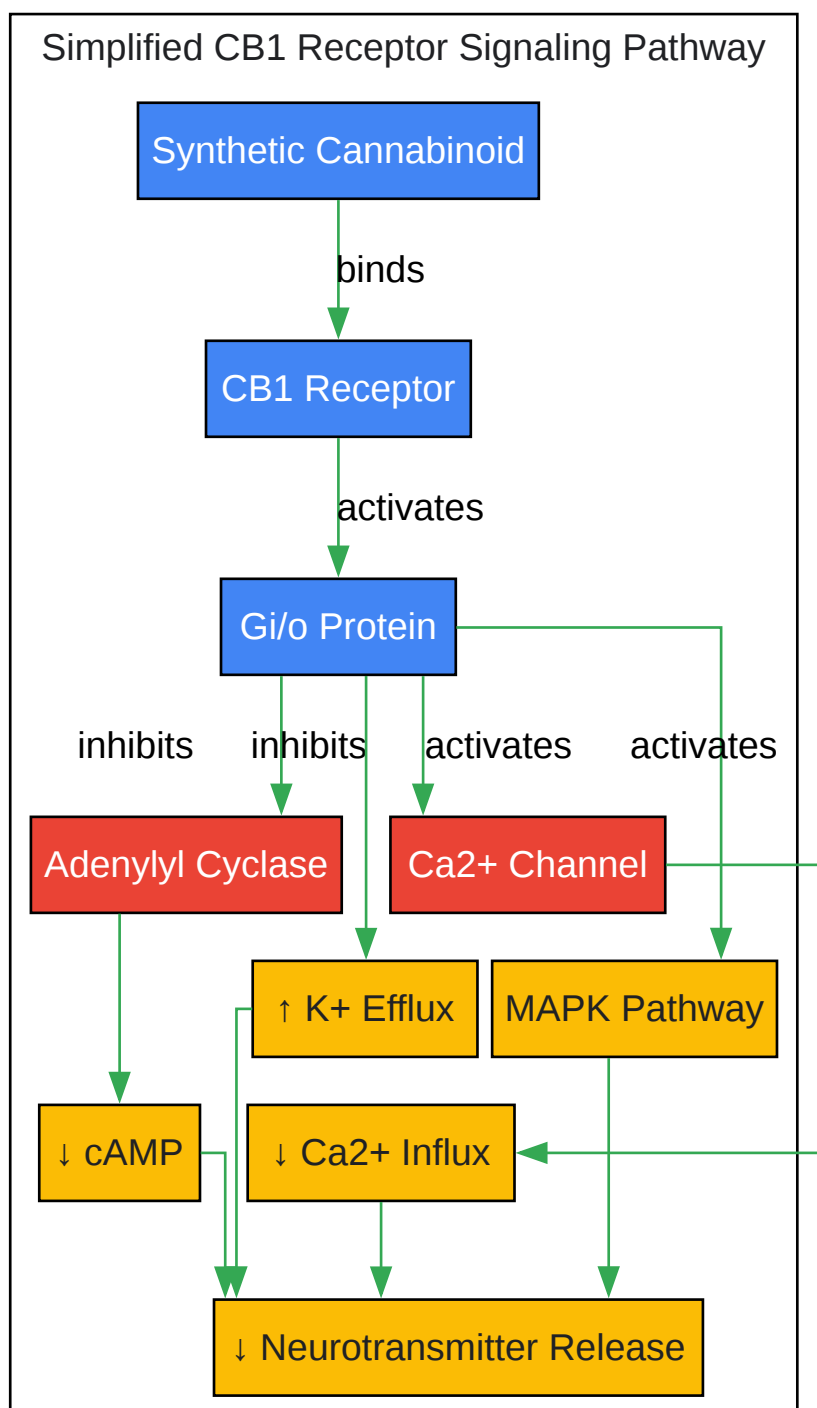 Simplified CB1 Receptor Signaling Pathway
Synthetic Cannabinoid
binds
CB1 Receptor
activates
Gi/o Protein
inhibits
inhibits
activates
activates
Adenylyl Cyclase
Ca2+ Channel
↑ K+ Efflux
MAPK Pathway
↓ cAMP
↓ Ca2+ Influx
↓ Neurotransmitter Release